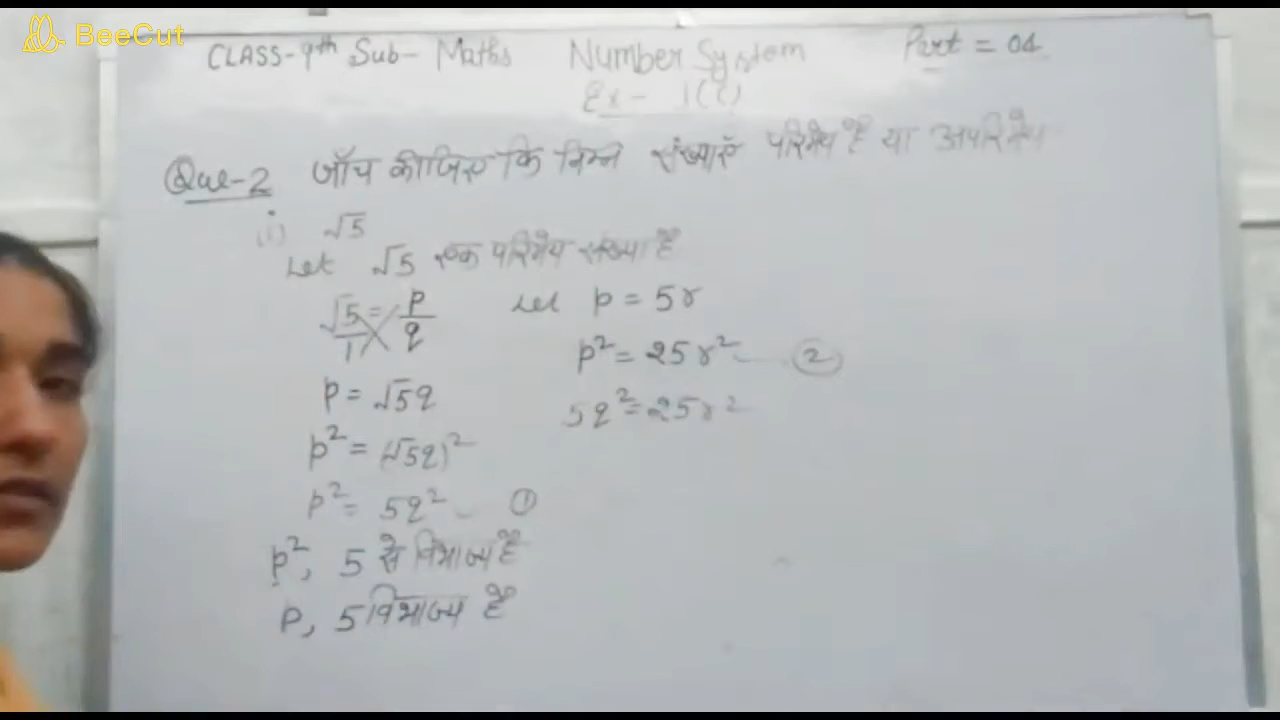 BeeCut
CLASS-9th Sub- Maths Number System Part = 04
Ex-
Que-2 जाँच कीजिए कि निम्न संख्याएँ परिमेय है या अपरिमेय
(i) √5
Let √5 एक परिमेय संख्या है
√5/1 = p/q
p = √5q
p² = (√5q)²
p² = 5q² - ①
p², 5 से विभाज्य है
P, 5 विभाज्य है
Let p = 5r
p² = 25r² - ②
5q² = 25r²